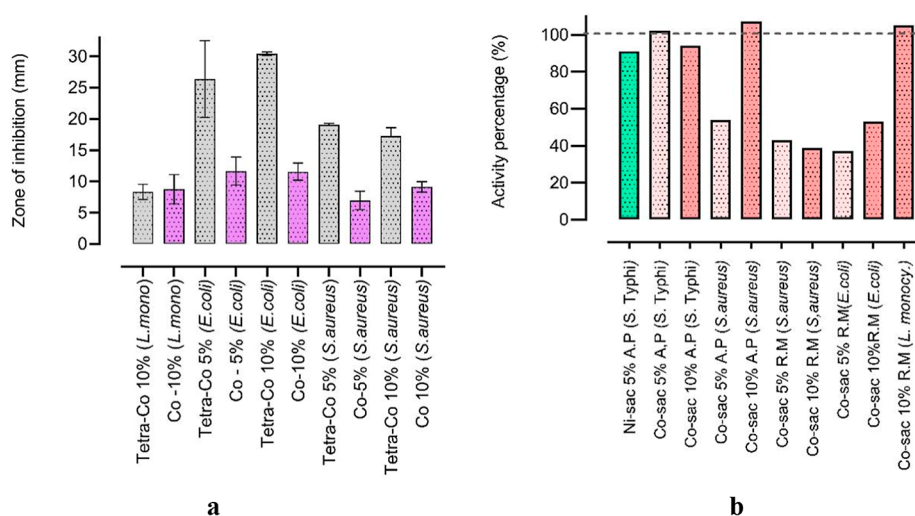 Zone of inhibition (mm)
30
25
20
15
10
5
0
Tetra-Co 10% (L.mono)
Co -10% (L.mono)
Tetra-Co 5% (E.coli)
Co - 5% (E.coli)
Tetra-Co 10% (E.coli)
Co-10% (E.coli)
Tetra-Co 5% (S.aureus)
Co-5% (S.aureus)
Tetra-Co 10% (S.aureus)
Co 10% (S.aureus)
a
Activity percentage (%)
100
80
60
40
20
0
Ni-sac 5% A.P (S. Typhi)
Co-sac 5% A.P (S. Typhi)
Co-sac 10% A.P (S. Typhi)
Co-sac 5% A.P (S.aureus)
Co-sac 10% A.P (S.aureus)
Co-sac 5% R.M (S.aureus)
Co-sac 10% R.M (S,aureus)
Co-sac 5% R.M(E.coli)
Co-sac 10%R.M (E.coli)
Co-sac 10% R.M (L. monocy.)
b